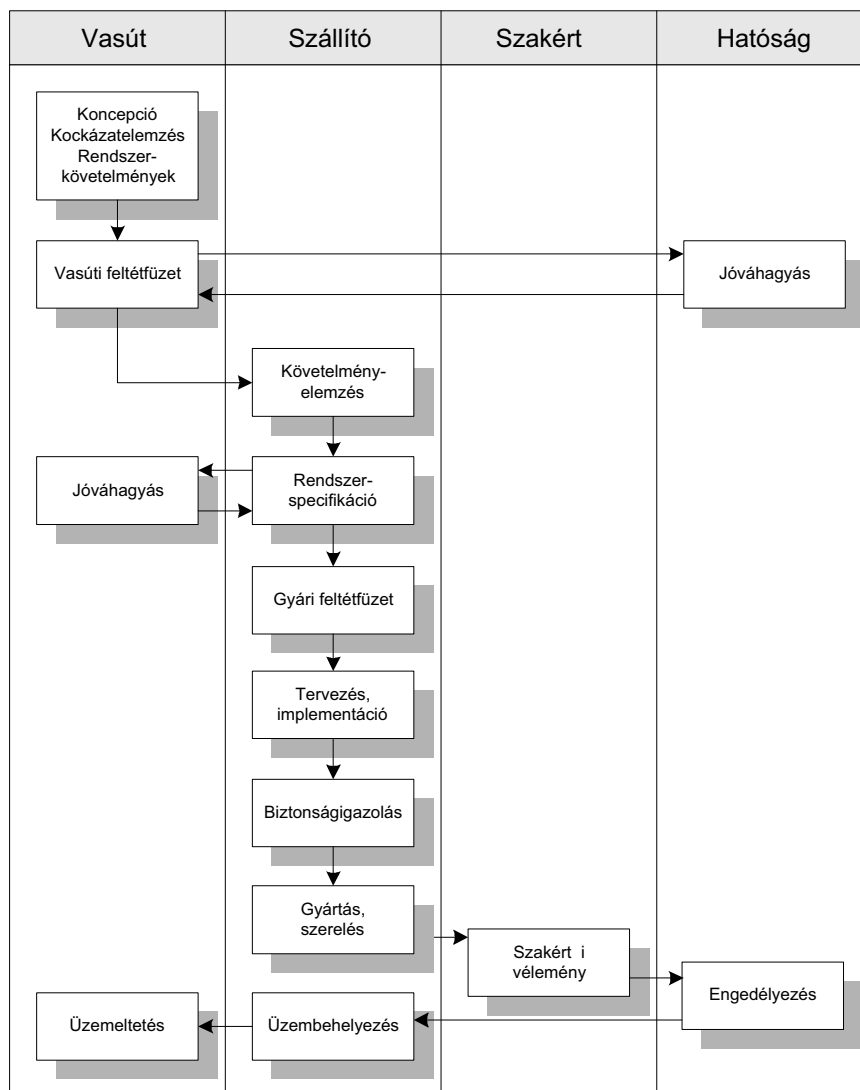 Vasút
Szállító
Szakért
Hatóság
Koncepció
Kockázatelemzés
Rendszer-
követelmények
Vasúti feltétfüzet
Jóváhagyás
Követelmény-
elemzés
Jóváhagyás
Rendszer-
specifikáció
Gyári feltétfüzet
Tervezés,
implementáció
Biztonságigazolás
Gyártás,
szerelés
Szakért i
vélemény
Engedélyezés
Üzemeltetés
Üzembehelyezés